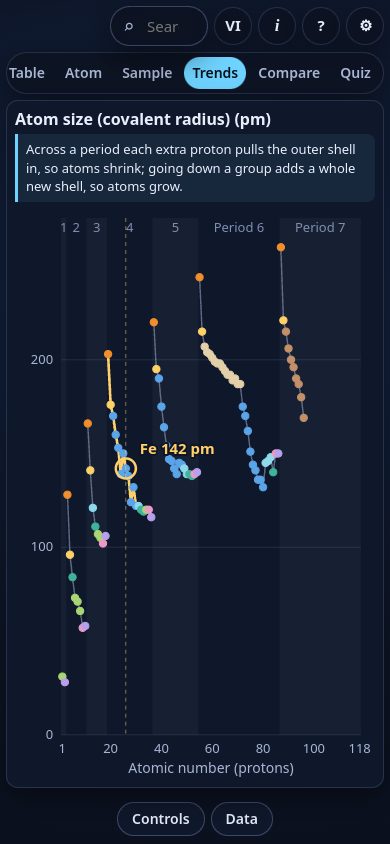 Sear
VI
i
?
Table Atom Sample Trends Compare Quiz
Atom size (covalent radius) (pm)
Across a period each extra proton pulls the outer shell
in, so atoms shrink; going down a group adds a whole
new shell, so atoms grow.
1 2 3 4 5 Period 6 Period 7
200
Fe 142 pm
100
0
1 20 40 60 80 100 118
Atomic number (protons)
Controls Data